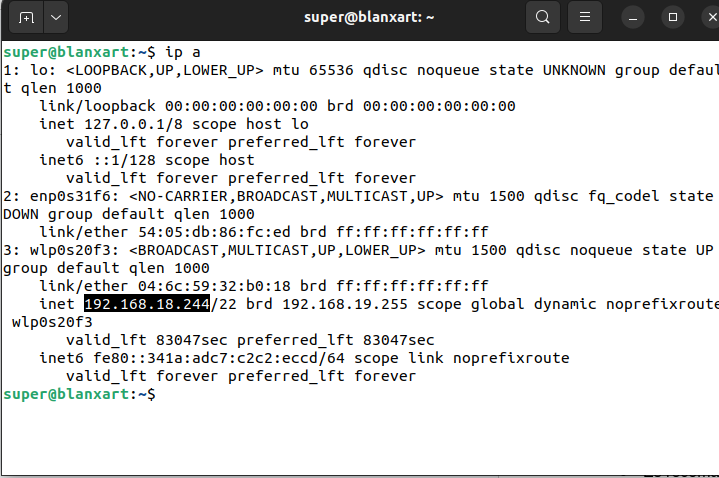 super@blanxart: ~
super@blanxart:~$ ip a
1: lo: <LOOPBACK,UP,LOWER_UP> mtu 65536 qdisc noqueue state UNKNOWN group defaul
t qlen 1000
    link/loopback 00:00:00:00:00:00 brd 00:00:00:00:00:00
    inet 127.0.0.1/8 scope host lo
       valid_lft forever preferred_lft forever
    inet6 ::1/128 scope host
       valid_lft forever preferred_lft forever
2: enp0s31f6: <NO-CARRIER,BROADCAST,MULTICAST,UP> mtu 1500 qdisc fq_codel state
DOWN group default qlen 1000
    link/ether 54:05:db:86:fc:ed brd ff:ff:ff:ff:ff:ff
3: wlp0s20f3: <BROADCAST,MULTICAST,UP,LOWER_UP> mtu 1500 qdisc noqueue state UP
group default qlen 1000
    link/ether 04:6c:59:32:b0:18 brd ff:ff:ff:ff:ff:ff
    inet 192.168.18.244/22 brd 192.168.19.255 scope global dynamic noprefixroute
 wlp0s20f3
       valid_lft 83047sec preferred_lft 83047sec
    inet6 fe80::341a:adc7:c2c2:eccd/64 scope link noprefixroute
       valid_lft forever preferred_lft forever
super@blanxart:~$